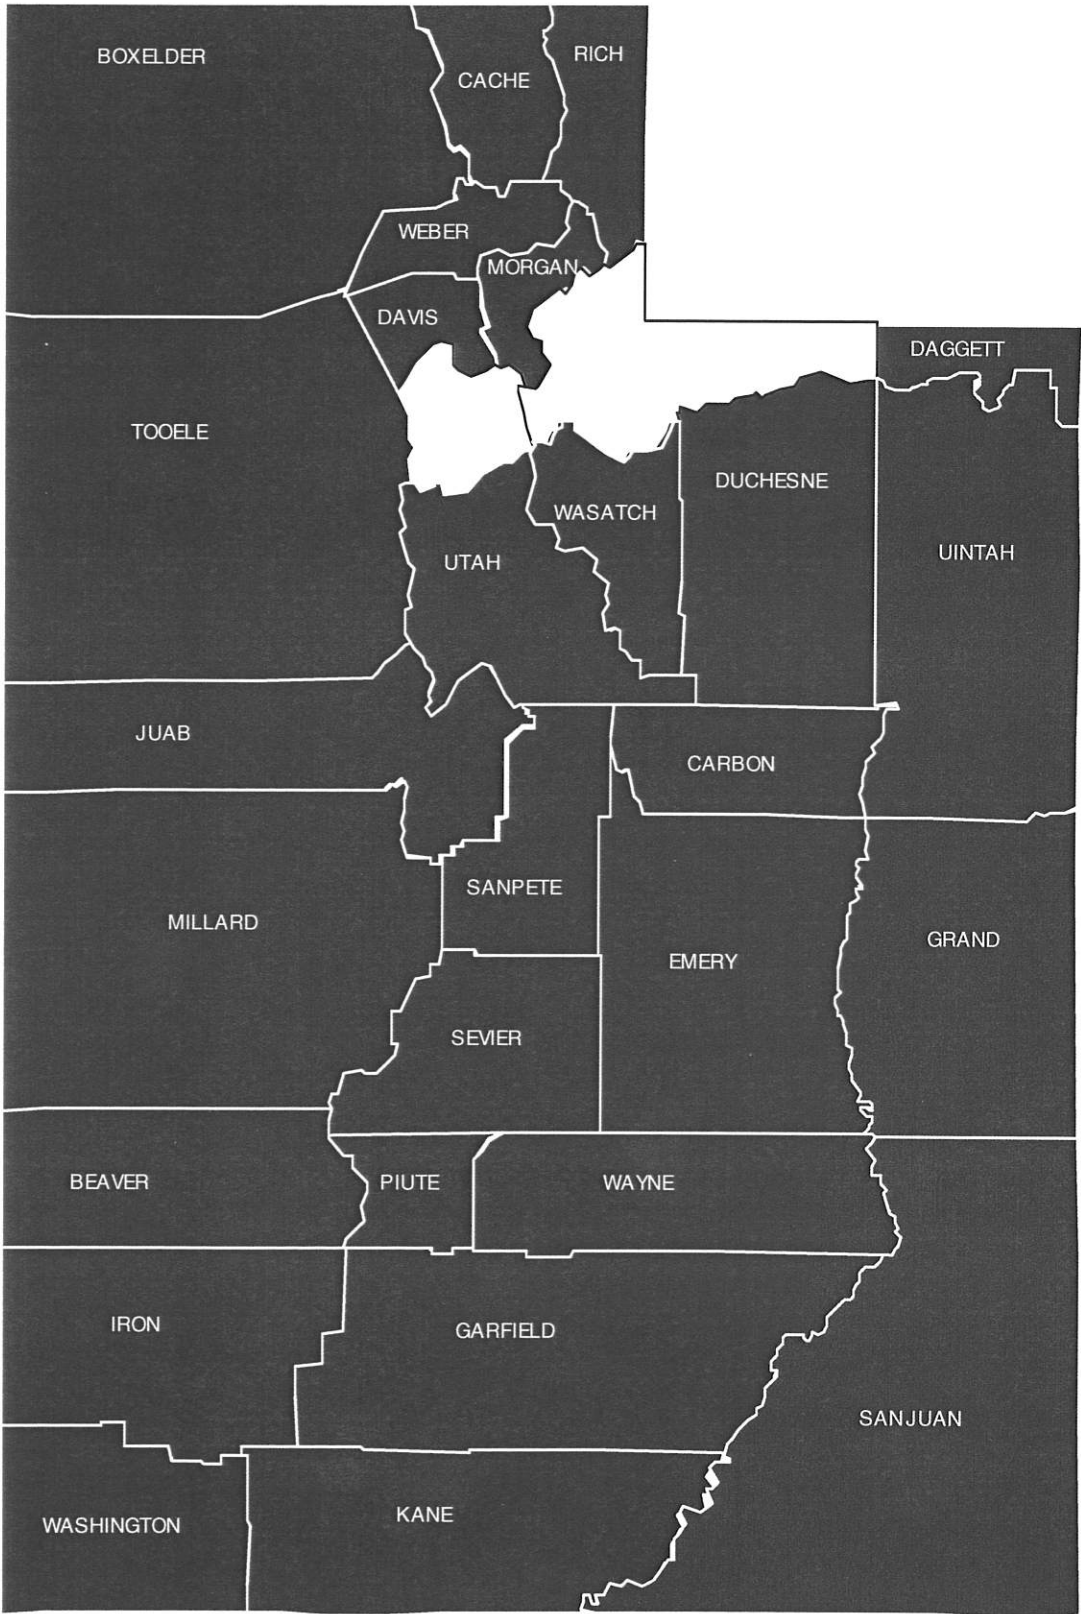 BOXELDER
RICH
CACHE
WEBER
MORGAN
DAVIS
DAGGETT
TOOELE
DUCHESNE
WASATCH
UINTAH
UTAH
JUAB
CARBON
SANPETE
MILLARD
GRAND
EMERY
SEVIER
BEAVER
PIUTE
WAYNE
IRON
GARFIELD
SANJUAN
KANE
WASHINGTON